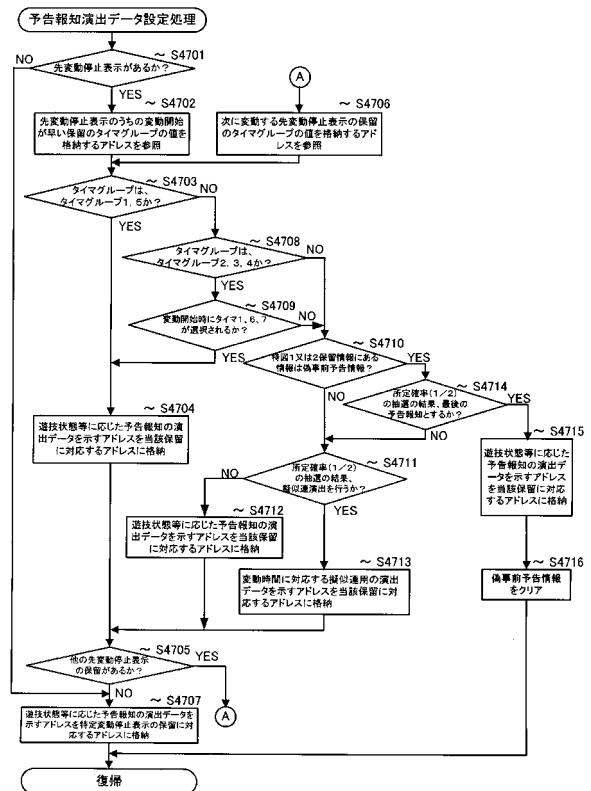 予告報知演出データ設定処理
~ S4701
先変動停止表示があるか?
NO
YES
~ S4702
先変動停止表示のうちの変動開始
が早い保留のタイマグループの値を
格納するアドレスを参照
A
~ S4706
次に変動する先変動停止表示の保留
のタイマグループの値を格納するアド
レスを参照
~ S4703
タイマグループは、
タイマグループ1, 5か?
NO
YES
~ S4708
タイマグループは、
タイマグループ2、3、4か?
NO
YES
~ S4709
変動開始時にタイマ1、6、7
が選択されるか?
NO
YES
~ S4710
特図1又は2保留情報にある
情報は偽事前予告情報?
YES
NO
~ S4714
所定確率(1/2)
の抽選の結果、最後の
予告報知とするか?
YES
NO
~ S4704
遊技状態等に応じた予告報知の
演出データを示すアドレスを当該保留
に対応するアドレスに格納
~ S4715
遊技状態等に応じた
予告報知の演出デー
タを示すアドレス
を当該保留に対応
するアドレスに格
納
~ S4711
所定確率(1/2)
の抽選の結果、
擬似連演出を行うか?
NO
YES
~ S4712
遊技状態等に応じた予告報知の演
出データを示すアドレスを当該保留
に対応するアドレスに格納
~ S4713
変動時間に対応する擬似連用の演出
データを示すアドレスを当該保留に対
応するアドレスに格納
~ S4716
偽事前予告情報
をクリア
~ S4705
他の先変動停止表示
の保留があるか?
YES
NO
A
~ S4707
遊技状態等に応じた予告報知の演出データを
示すアドレスを特定変動停止表示の保留に対
応するアドレスに格納
復帰